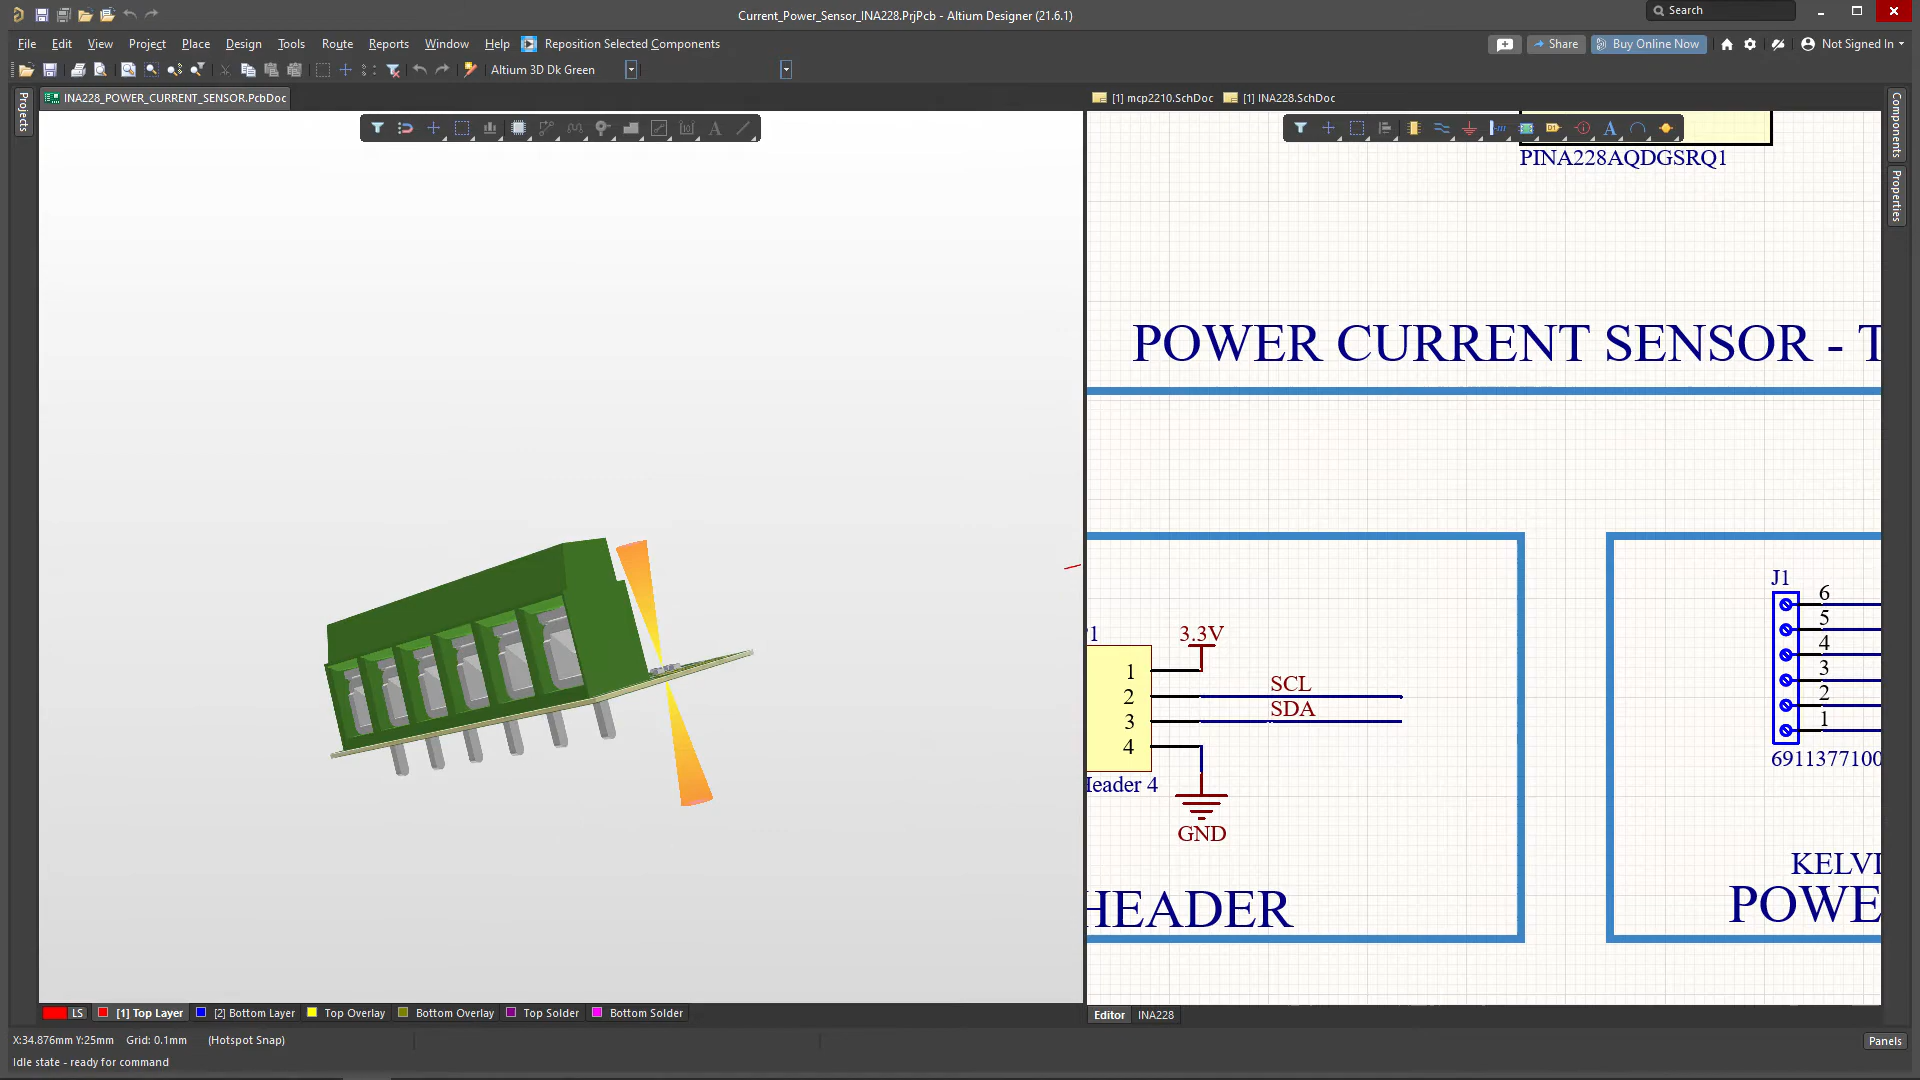 Current_Power_Sensor_INA228.PrjPcb - Altium Designer (21.6.1)
Search
File Edit View Project Place Design Tools Route Reports Window Help Reposition Selected Components
Share Buy Online Now Not Signed In
Altium 3D Dk Green
Projects
INA228_POWER_CURRENT_SENSOR.PcbDoc
[1] mcp2210.SchDoc [1] INA228.SchDoc
Components
Properties
PINA228AQDGSRQ1
POWER CURRENT SENSOR - T
1
3.3V
1
2
3
4
SCL
SDA
Header 4
GND
HEADER
J1
6
5
4
3
2
1
6911377100
KELVI
POWE
LS [1] Top Layer [2] Bottom Layer Top Overlay Bottom Overlay Top Solder Bottom Solder
Editor INA228
X:34.876mm Y:25mm Grid: 0.1mm (Hotspot Snap)
Panels
Idle state - ready for command